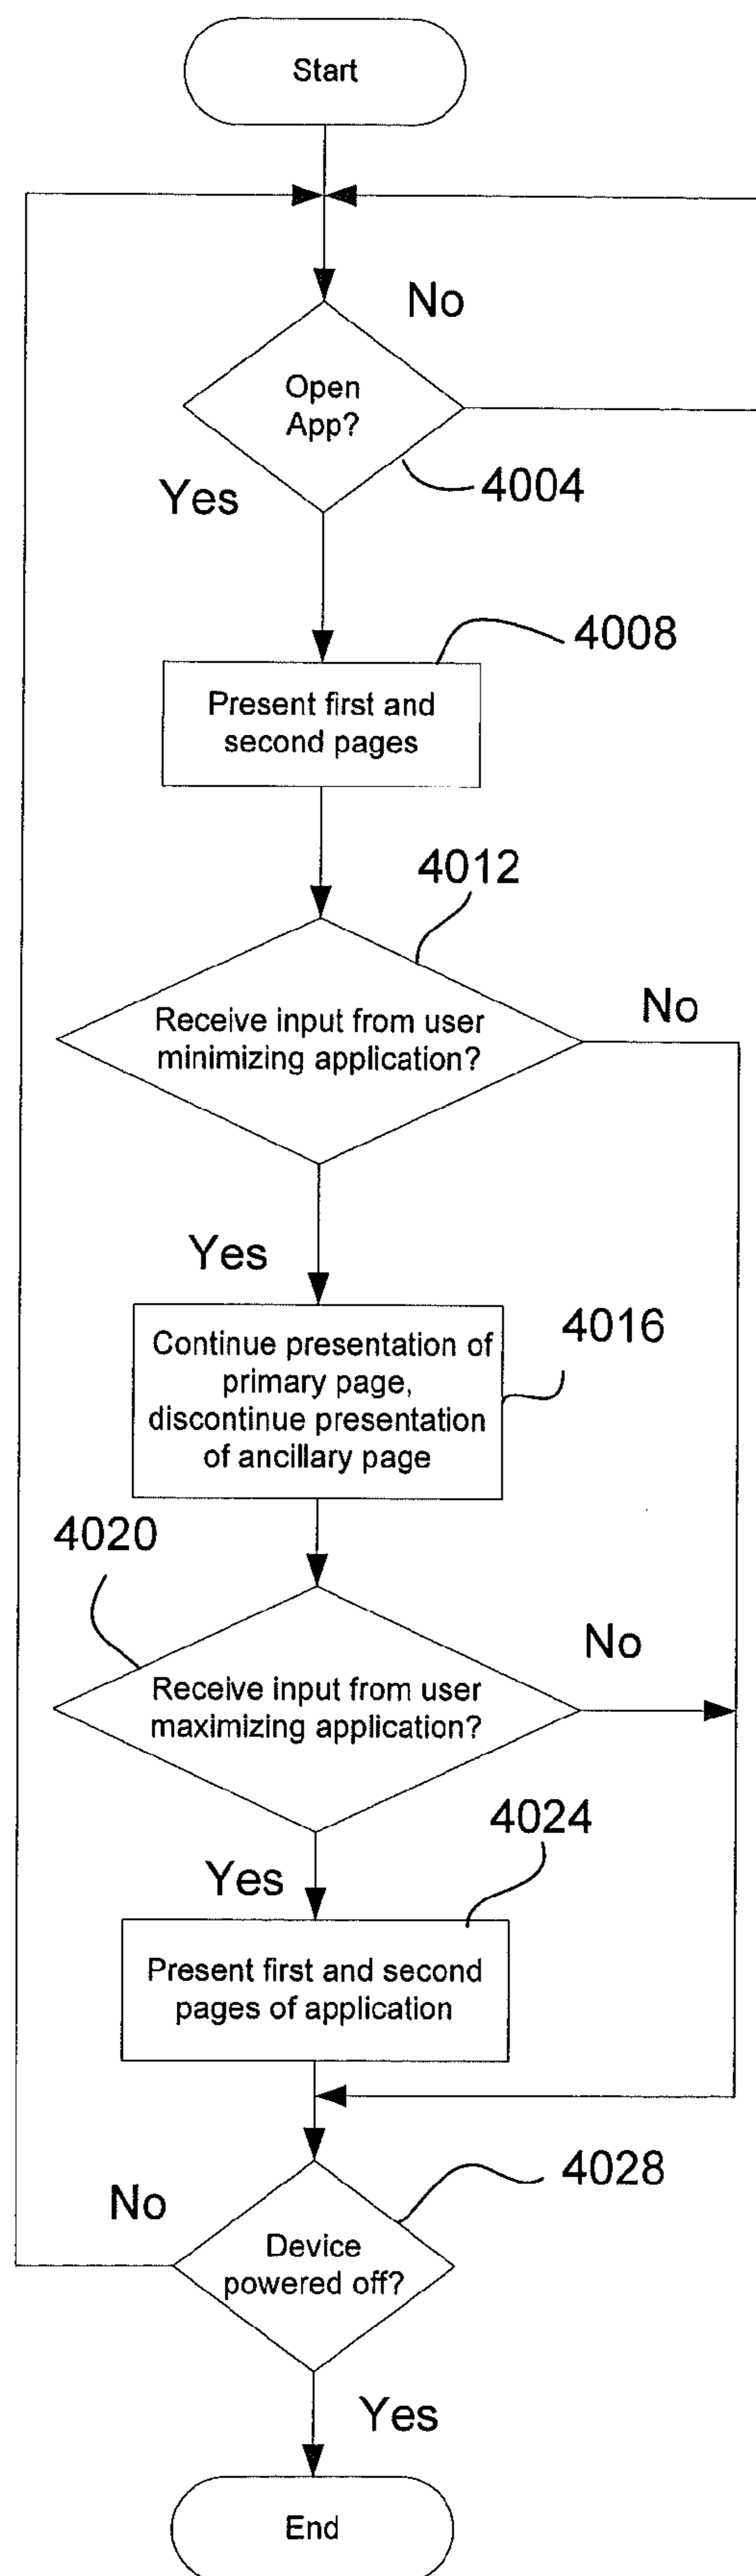 Start
No
Open
App?
4004
Yes
4008
Present first and
second pages
4012
Receive input from user
minimizing application?
No
Yes
4016
Continue presentation of
primary page,
discontinue presentation
of ancillary page
4020
No
Receive input from user
maximizing application?
4024
Yes
Present first and second
pages of application
4028
No
Device
powered off?
Yes
End